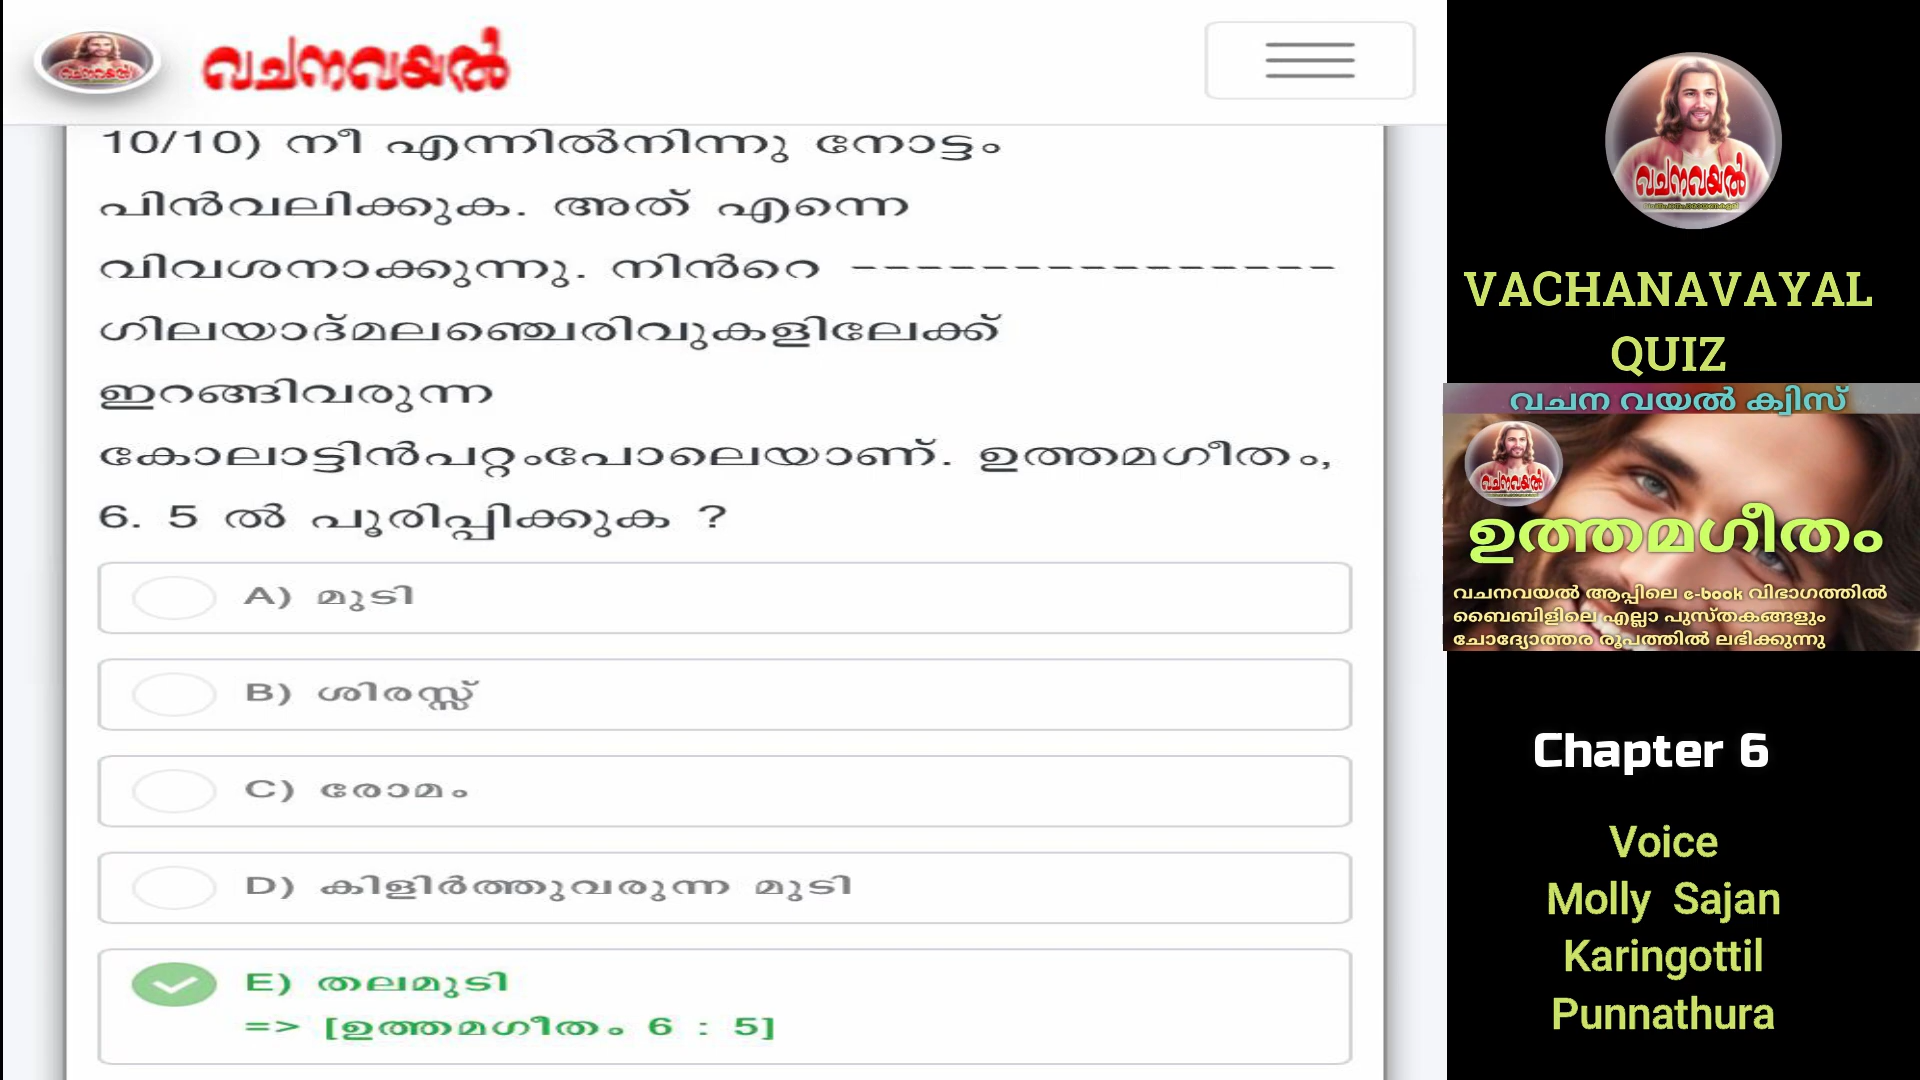 വചനവയൽ
10/10) നീ എന്നിൽനിന്നു നോട്ടം
പിൻവലിക്കുക. അത് എന്നെ
വിവശനാക്കുന്നു. നിൻറെ ---------------
ഗിലയാദ്മലഞ്ചെരിവുകളിലേക്ക്
ഇറങ്ങിവരുന്ന
കോലാട്ടിൻപറ്റംപോലെയാണ്. ഉത്തമഗീതം,
6. 5 ൽ പൂരിപ്പിക്കുക ?
A) മുടി
B) ശിരസ്സ്
C) രോമം
D) കിളിർത്തുവരുന്ന മുടി
E) തലമുടി
=> [ഉത്തമഗീതം 6 : 5]
വചനവയൽ
VACHANAVAYAL
QUIZ
വചന വയൽ ക്വിസ്
വചനവയൽ
ഉത്തമഗീതം
വചനവയൽ ആപ്പിലെ e-book വിഭാഗത്തിൽ
ബൈബിളിലെ എല്ലാ പുസ്തകങ്ങളും
ചോദ്യോത്തര രൂപത്തിൽ ലഭിക്കുന്നു
Chapter 6
Voice
Molly Sajan
Karingottil
Punnathura